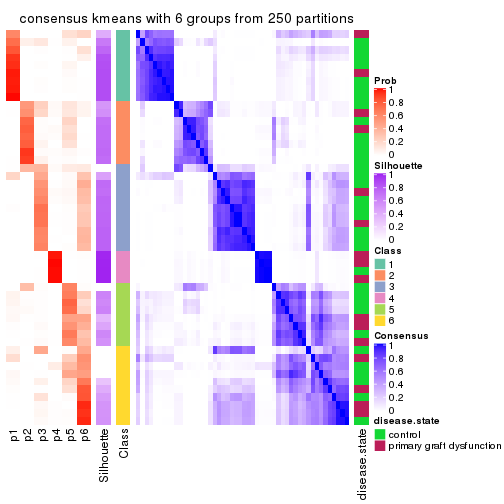 consensus kmeans with 6 groups from 250 partitions
Prob
1
0.8
0.6
0.4
0.2
0
Silhouette
1
0.8
0.6
0.4
0.2
0
Class
1
2
3
4
5
6
Consensus
1
0.8
0.6
0.4
0.2
0
disease.state
control
primary graft dysfunction
p1
p2
p3
p4
p5
p6
Silhouette
Class
disease.state